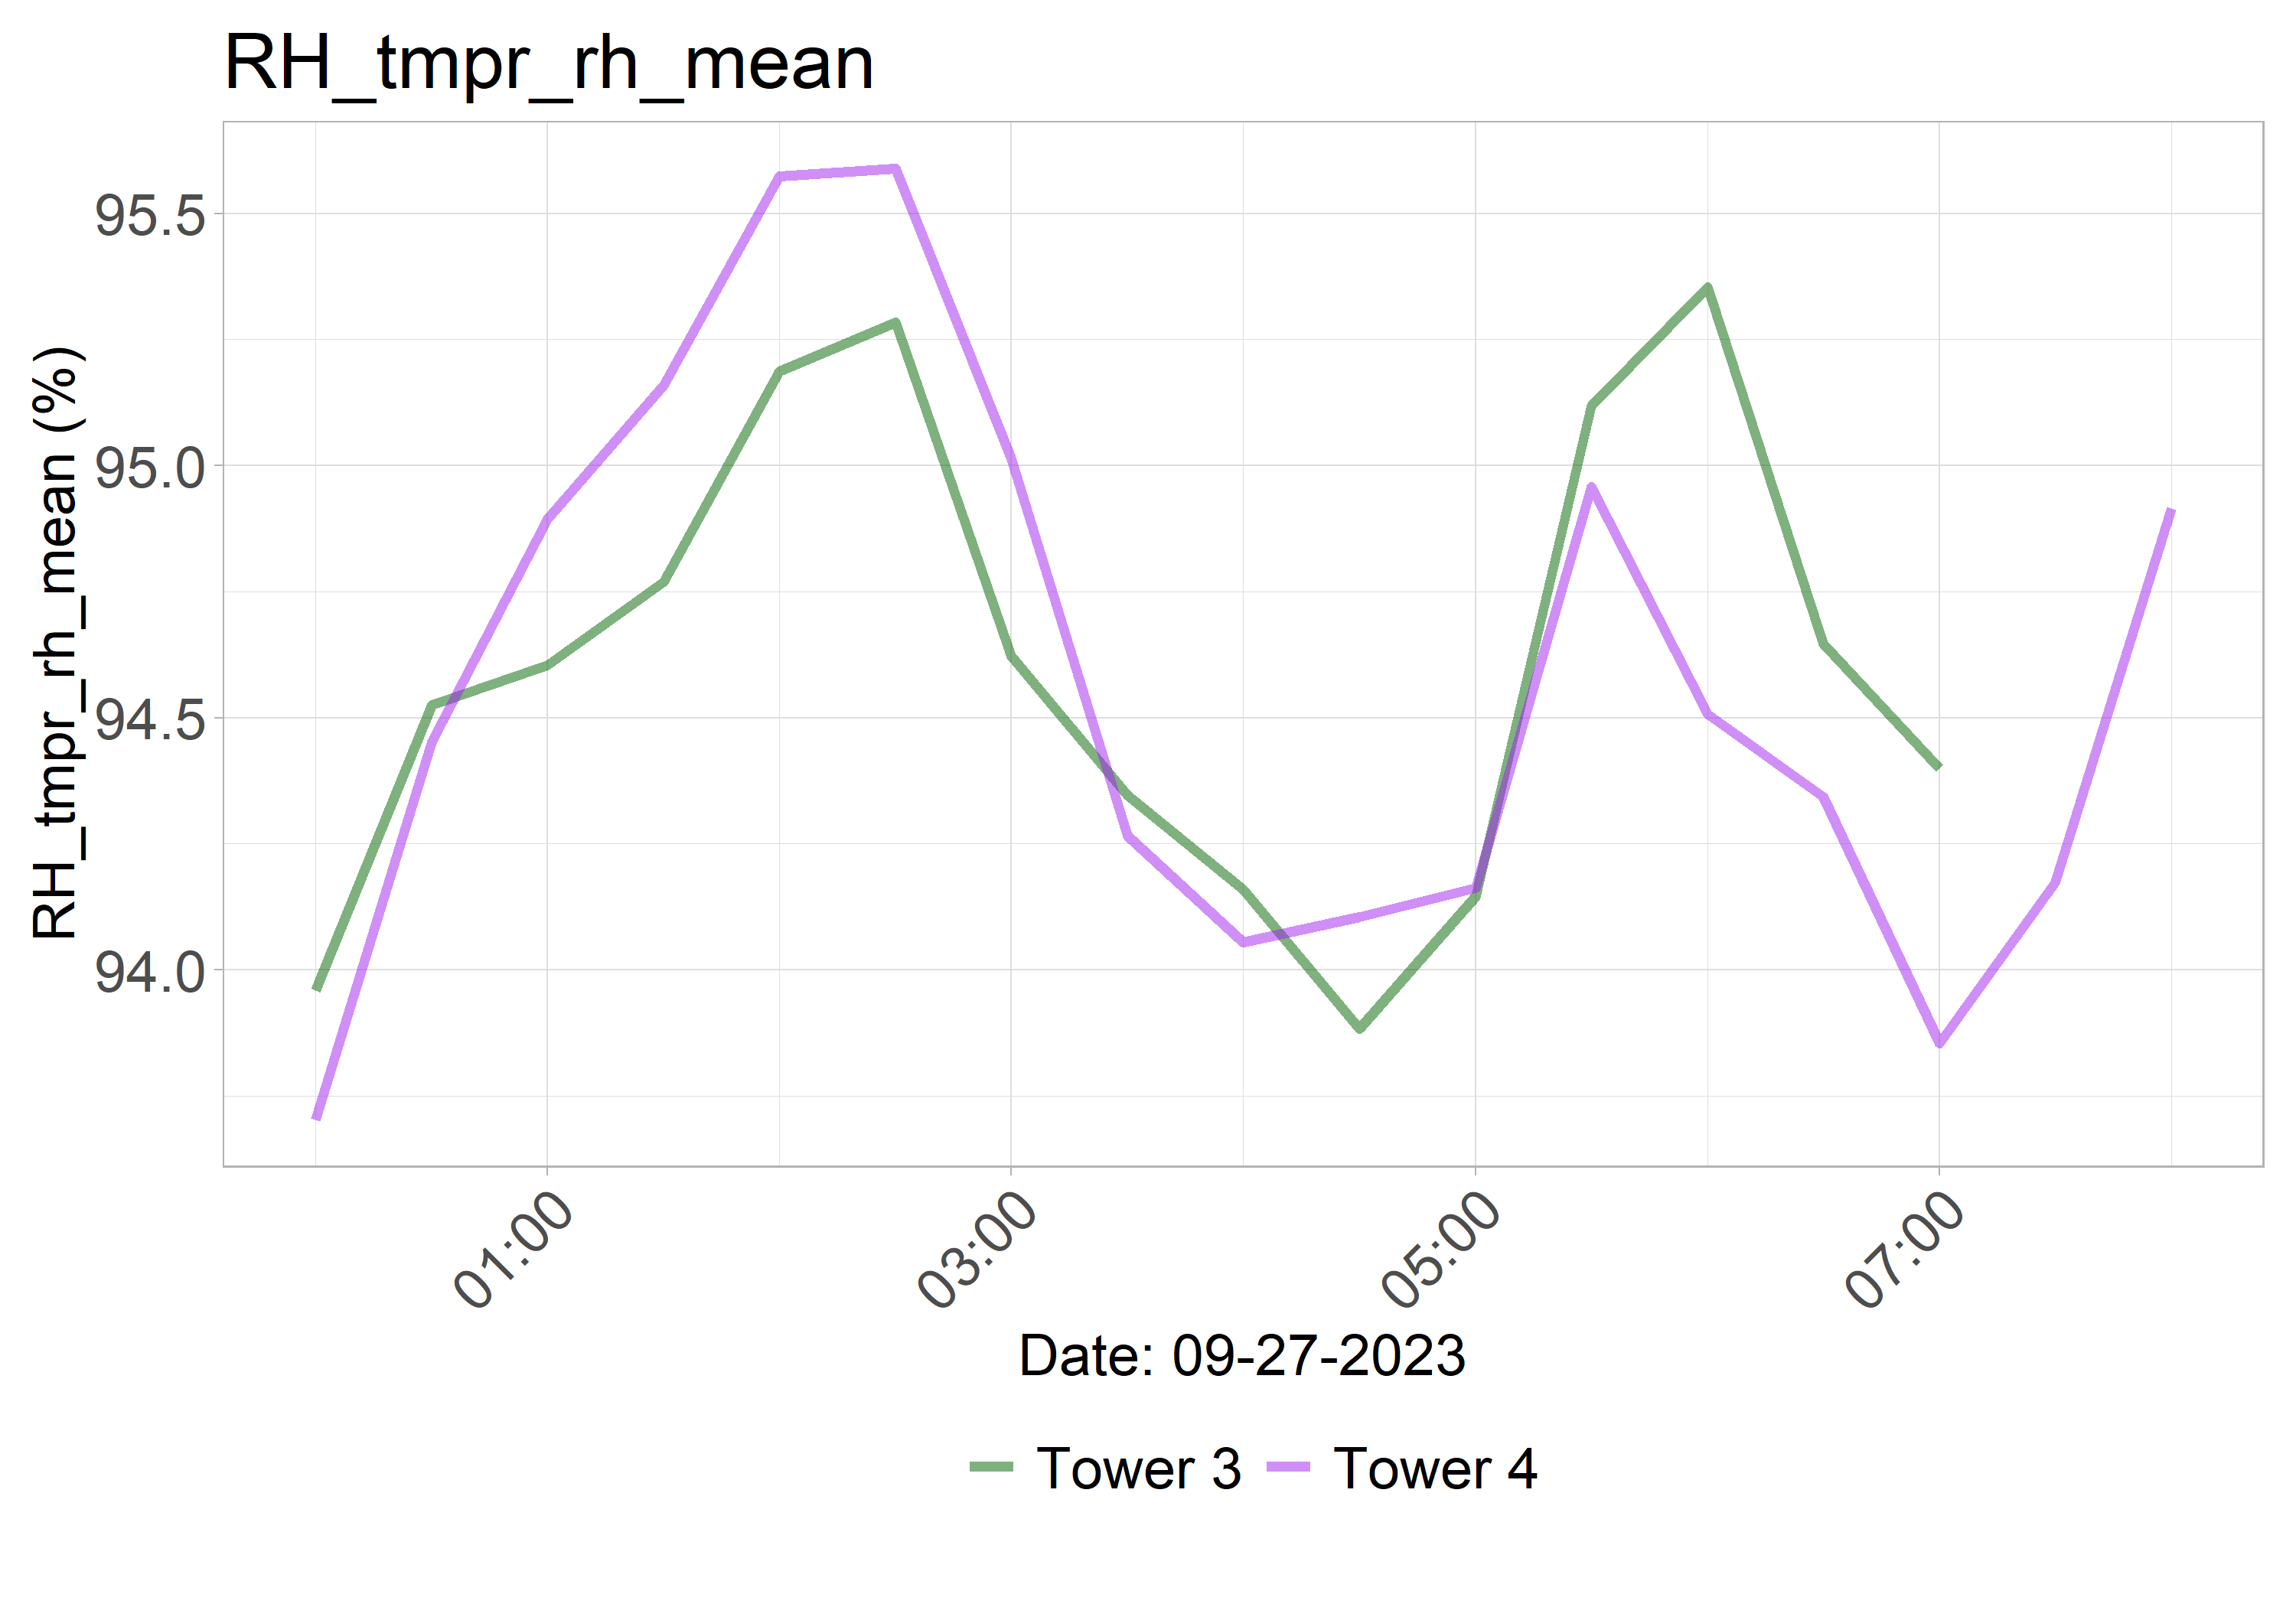 RH_tmpr_rh_mean
RH_tmpr_rh_mean (%)
95.5
95.0
94.5
94.0
01:00
03:00
05:00
07:00
Date: 09-27-2023
Tower 3
Tower 4